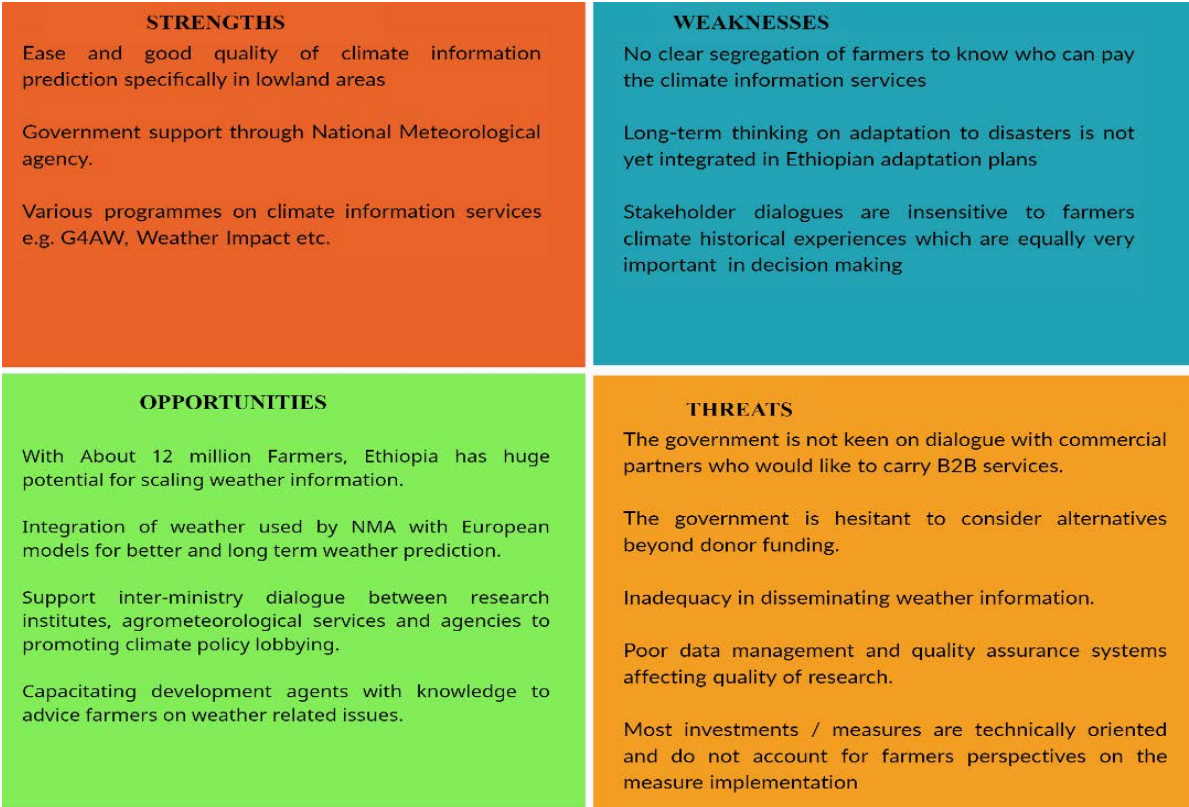 STRENGTHS
Ease and good quality of climate information
prediction specifically in lowland areas
Government support through National Meteorological
agency.
Various programmes on climate information services
e.g. G4AW, Weather Impact etc.
WEAKNESSES
No clear segregation of farmers to know who can pay
the climate information services
Long-term thinking on adaptation to disasters is not
yet integrated in Ethiopian adaptation plans
Stakeholder dialogues are insensitive to farmers
climate historical experiences which are equally very
important in decision making
OPPORTUNITIES
With About 12 million Farmers, Ethiopia has huge
potential for scaling weather information.
Integration of weather used by NMA with European
models for better and long term weather prediction.
Support inter-ministry dialogue between research
institutes, agrometeorological services and agencies to
promoting climate policy lobbying.
Capacitating development agents with knowledge to
advice farmers on weather related issues.
THREATS
The government is not keen on dialogue with commercial
partners who would like to carry B2B services.
The government is hesitant to consider alternatives
beyond donor funding.
Inadequacy in disseminating weather information.
Poor data management and quality assurance systems
affecting quality of research.
Most investments / measures are technically oriented
and do not account for farmers perspectives on the
measure implementation